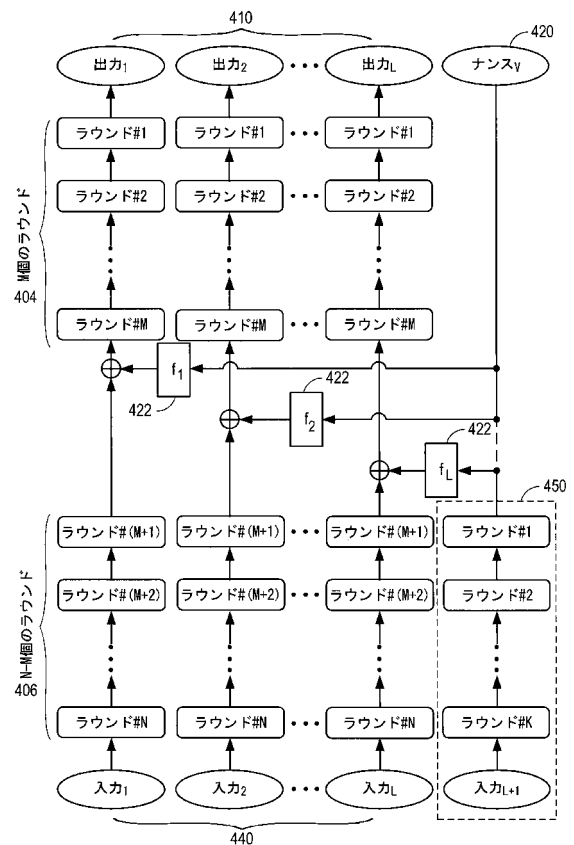 410
420
出力1 出力2 ••• 出力L ナンスV
ラウンド#1 ラウンド#1 ••• ラウンド#1
ラウンド#2 ラウンド#2 ラウンド#2
M個のラウンド
404
ラウンド#M ラウンド#M ••• ラウンド#M
f1
422
422
f2
422
fL
450
ラウンド#(M+1) ラウンド#(M+1) ••• ラウンド#(M+1) ラウンド#1
ラウンド#(M+2) ラウンド#(M+2) ••• ラウンド#(M+2) ラウンド#2
N-M個のラウンド
406
ラウンド#N ラウンド#N ••• ラウンド#N ラウンド#K
入力1 入力2 ••• 入力L 入力L+1
440